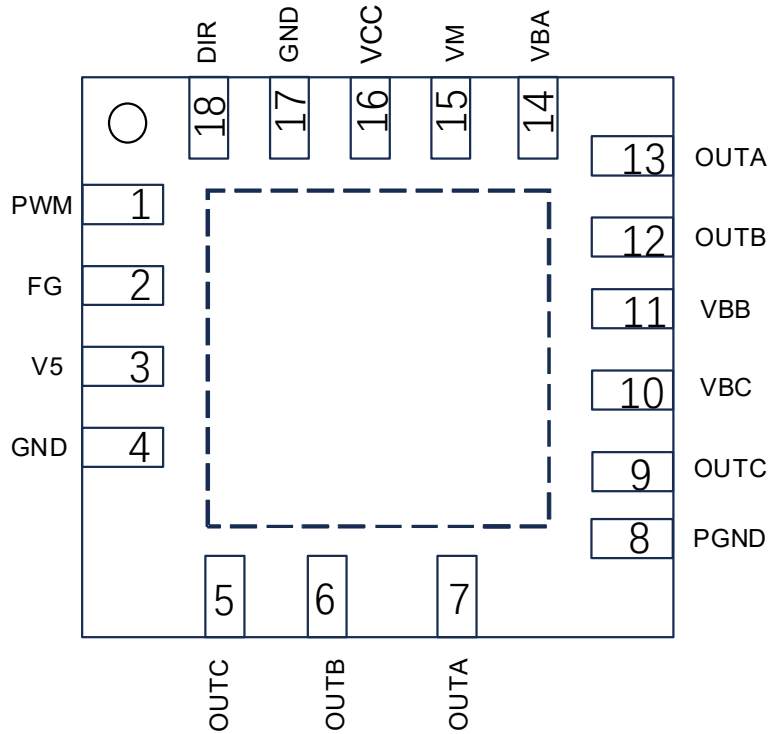 DIR
GND
VCC
VM
VBA
18
17
16
15
14
PWM 1
FG 2
V5 3
GND 4
13 OUTA
12 OUTB
11 VBB
10 VBC
9 OUTC
8 PGND
5
6
7
OUTC
OUTB
OUTA